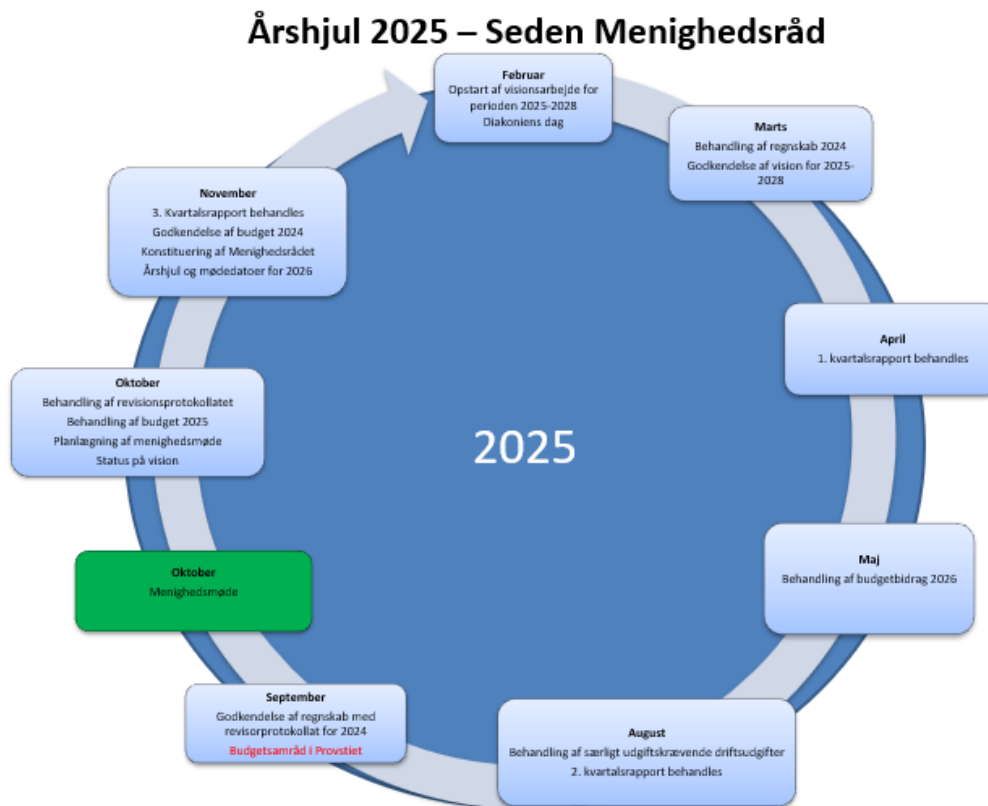 Årshjul 2025 – Seden Menighedsråd
Februar
Opstart af visionsarbejde for
perioden 2025-2028
Diakoniens dag
Marts
Behandling af regnskab 2024
Godkendelse af vision for 2025-
2028
April
1. kvartalsrapport behandles
Maj
Behandling af budgetbidrag 2026
August
Behandling af særligt udgiftskrævende driftsudgifter
2. kvartalsrapport behandles
September
Godkendelse af regnskab med
revisorprotokollat for 2024
Budgetsamråd i Provstiet
Oktober
Menighedsmøde
Oktober
Behandling af revisionsprotokollatet
Behandling af budget 2025
Planlægning af menighedsmøde
Status på vision
November
3. Kvartalsrapport behandles
Godkendelse af budget 2024
Konstituering af Menighedsrådet
Årshjul og mødedatoer for 2026
2025